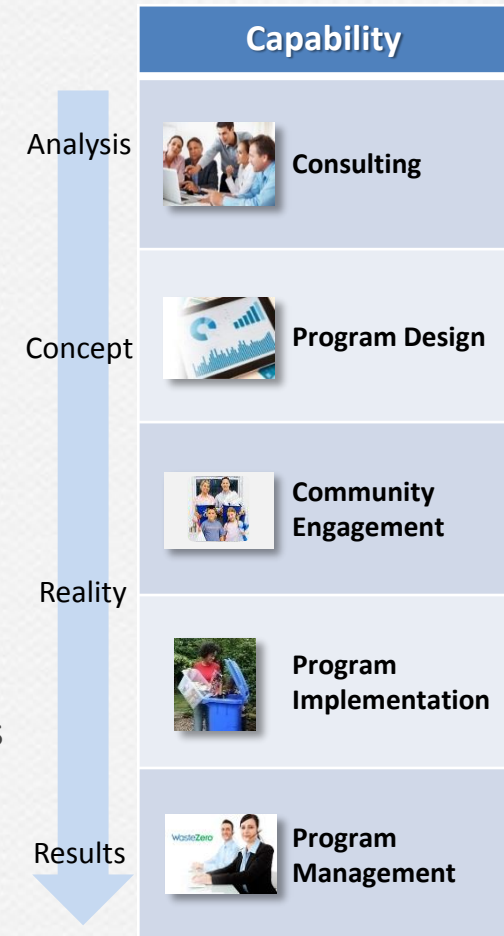 Capability
Analysis
Consulting
Concept
Program Design
Community
Engagement
Reality
Program
Implementation
s
Results
WasteZero
Program
Management